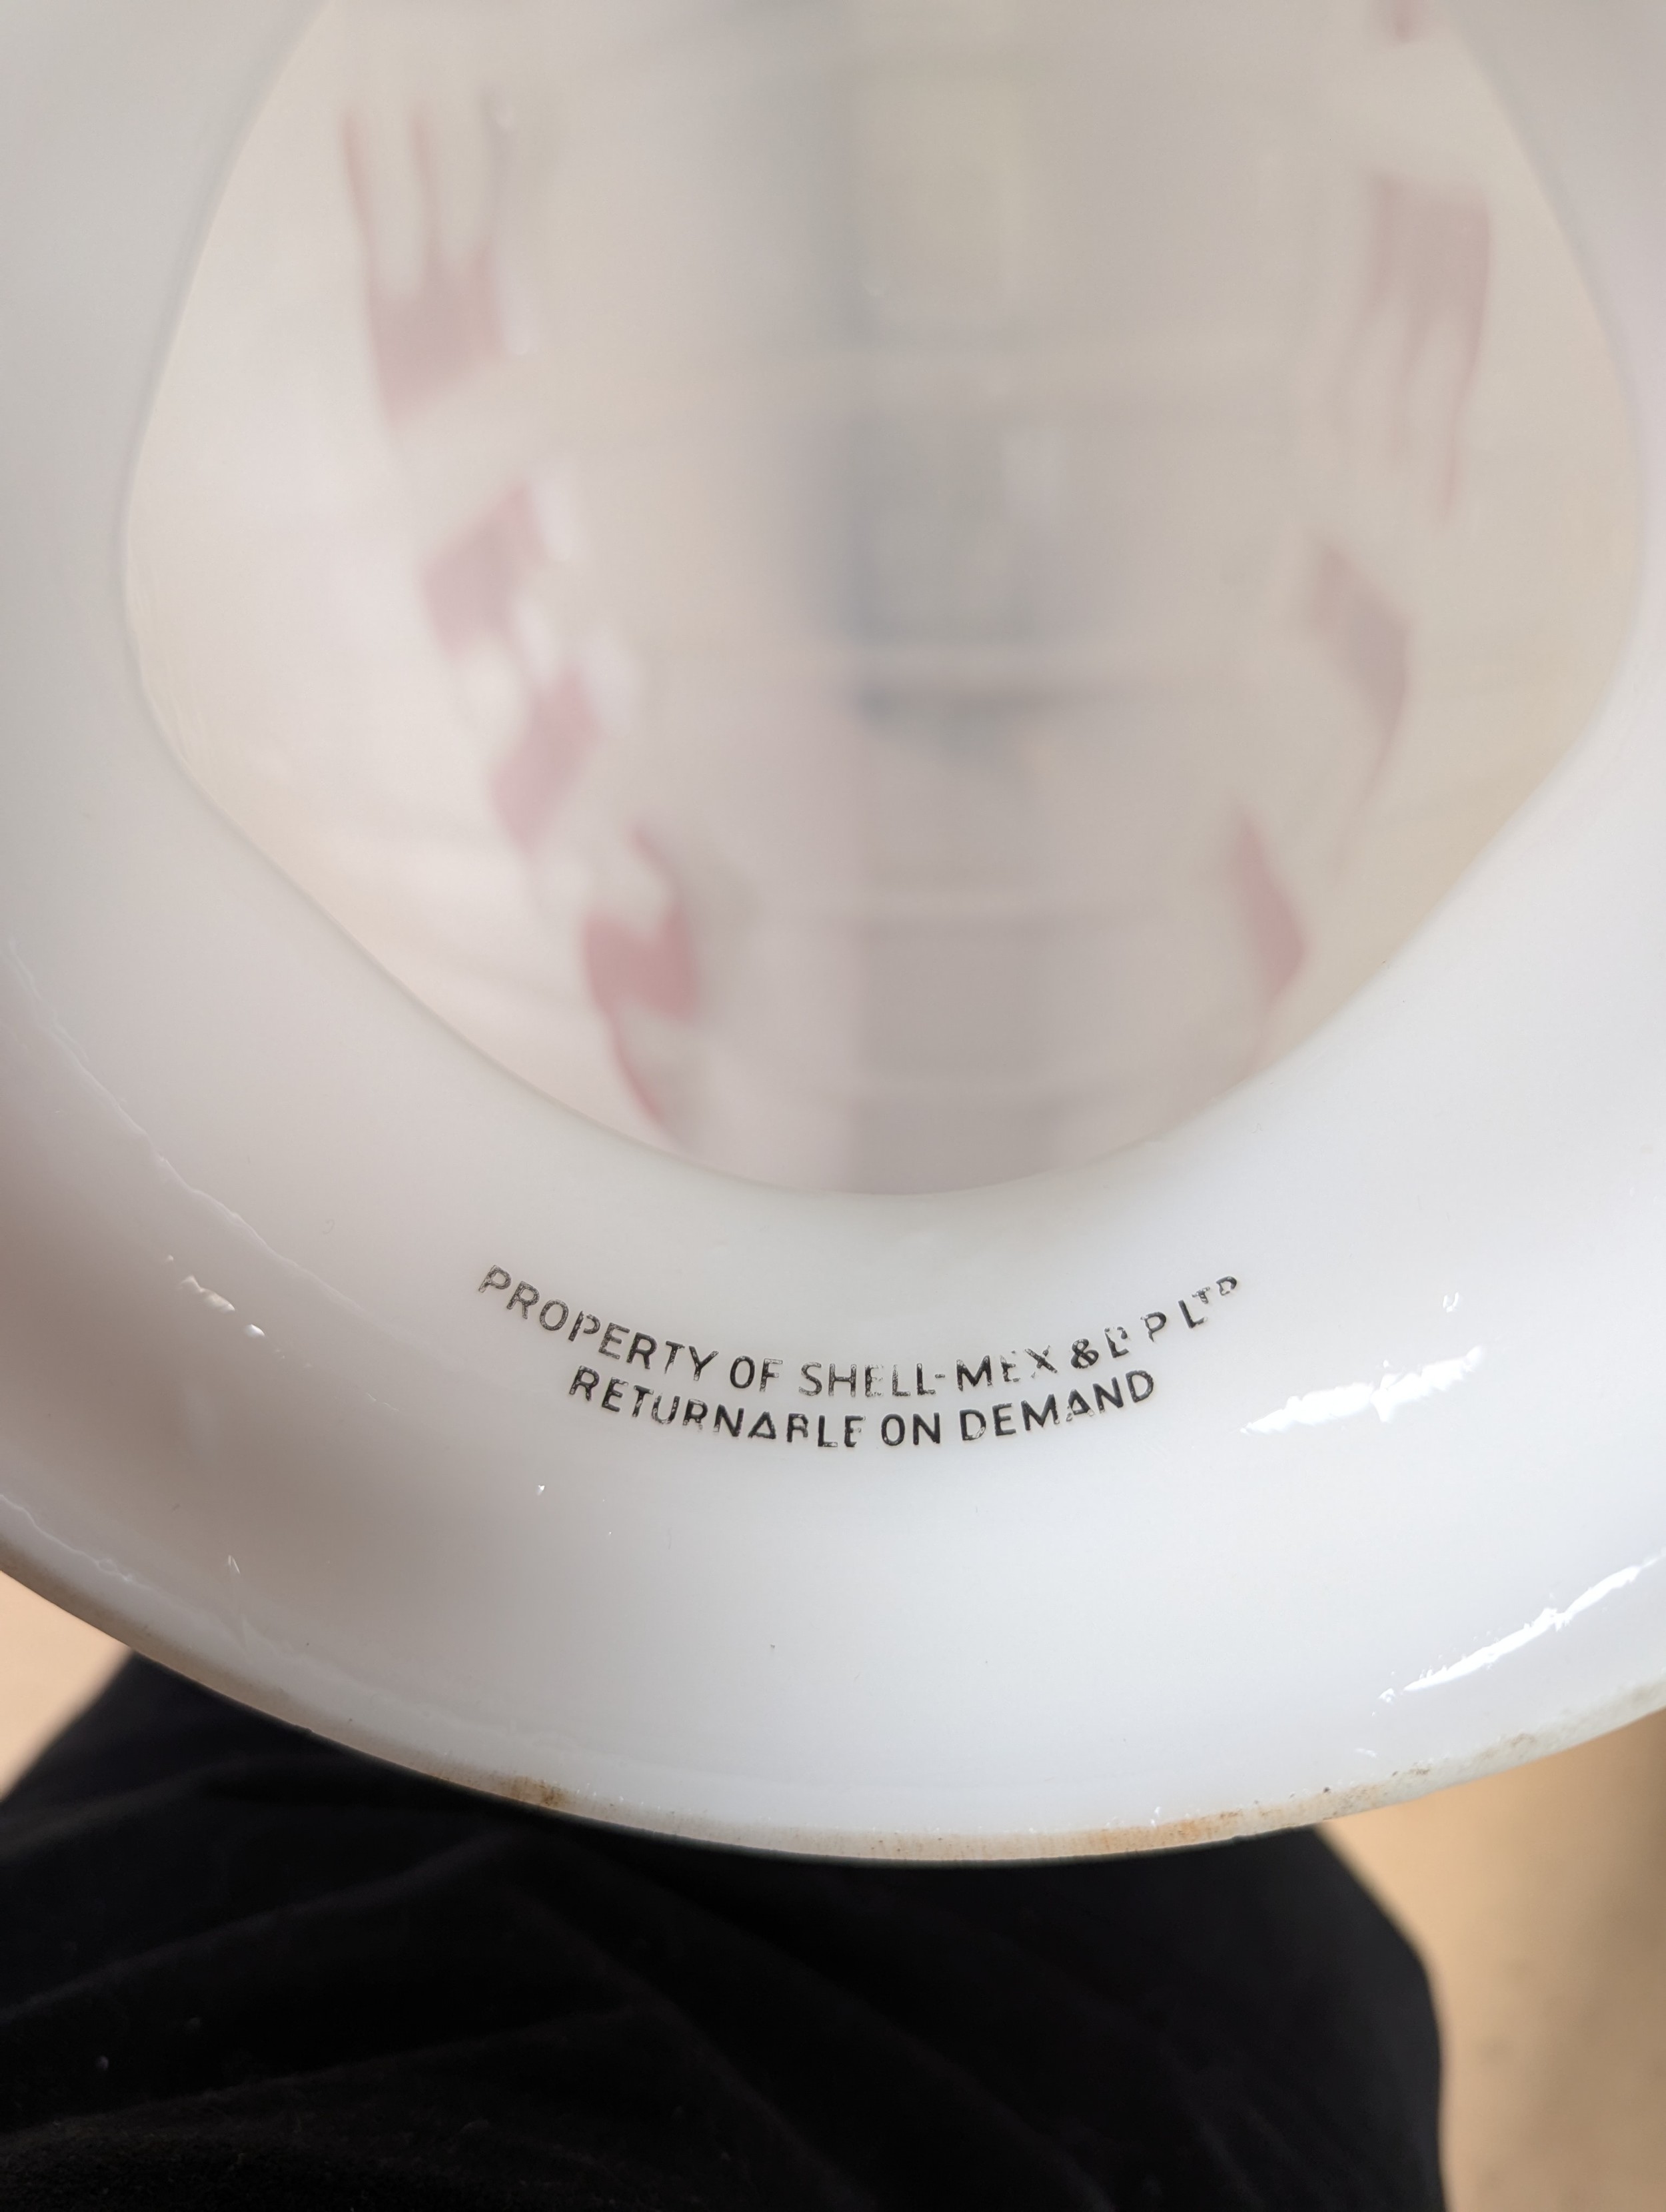 PROPERTY OF SHELL-MEX & B P LTD
RETURNABLE ON DEMAND